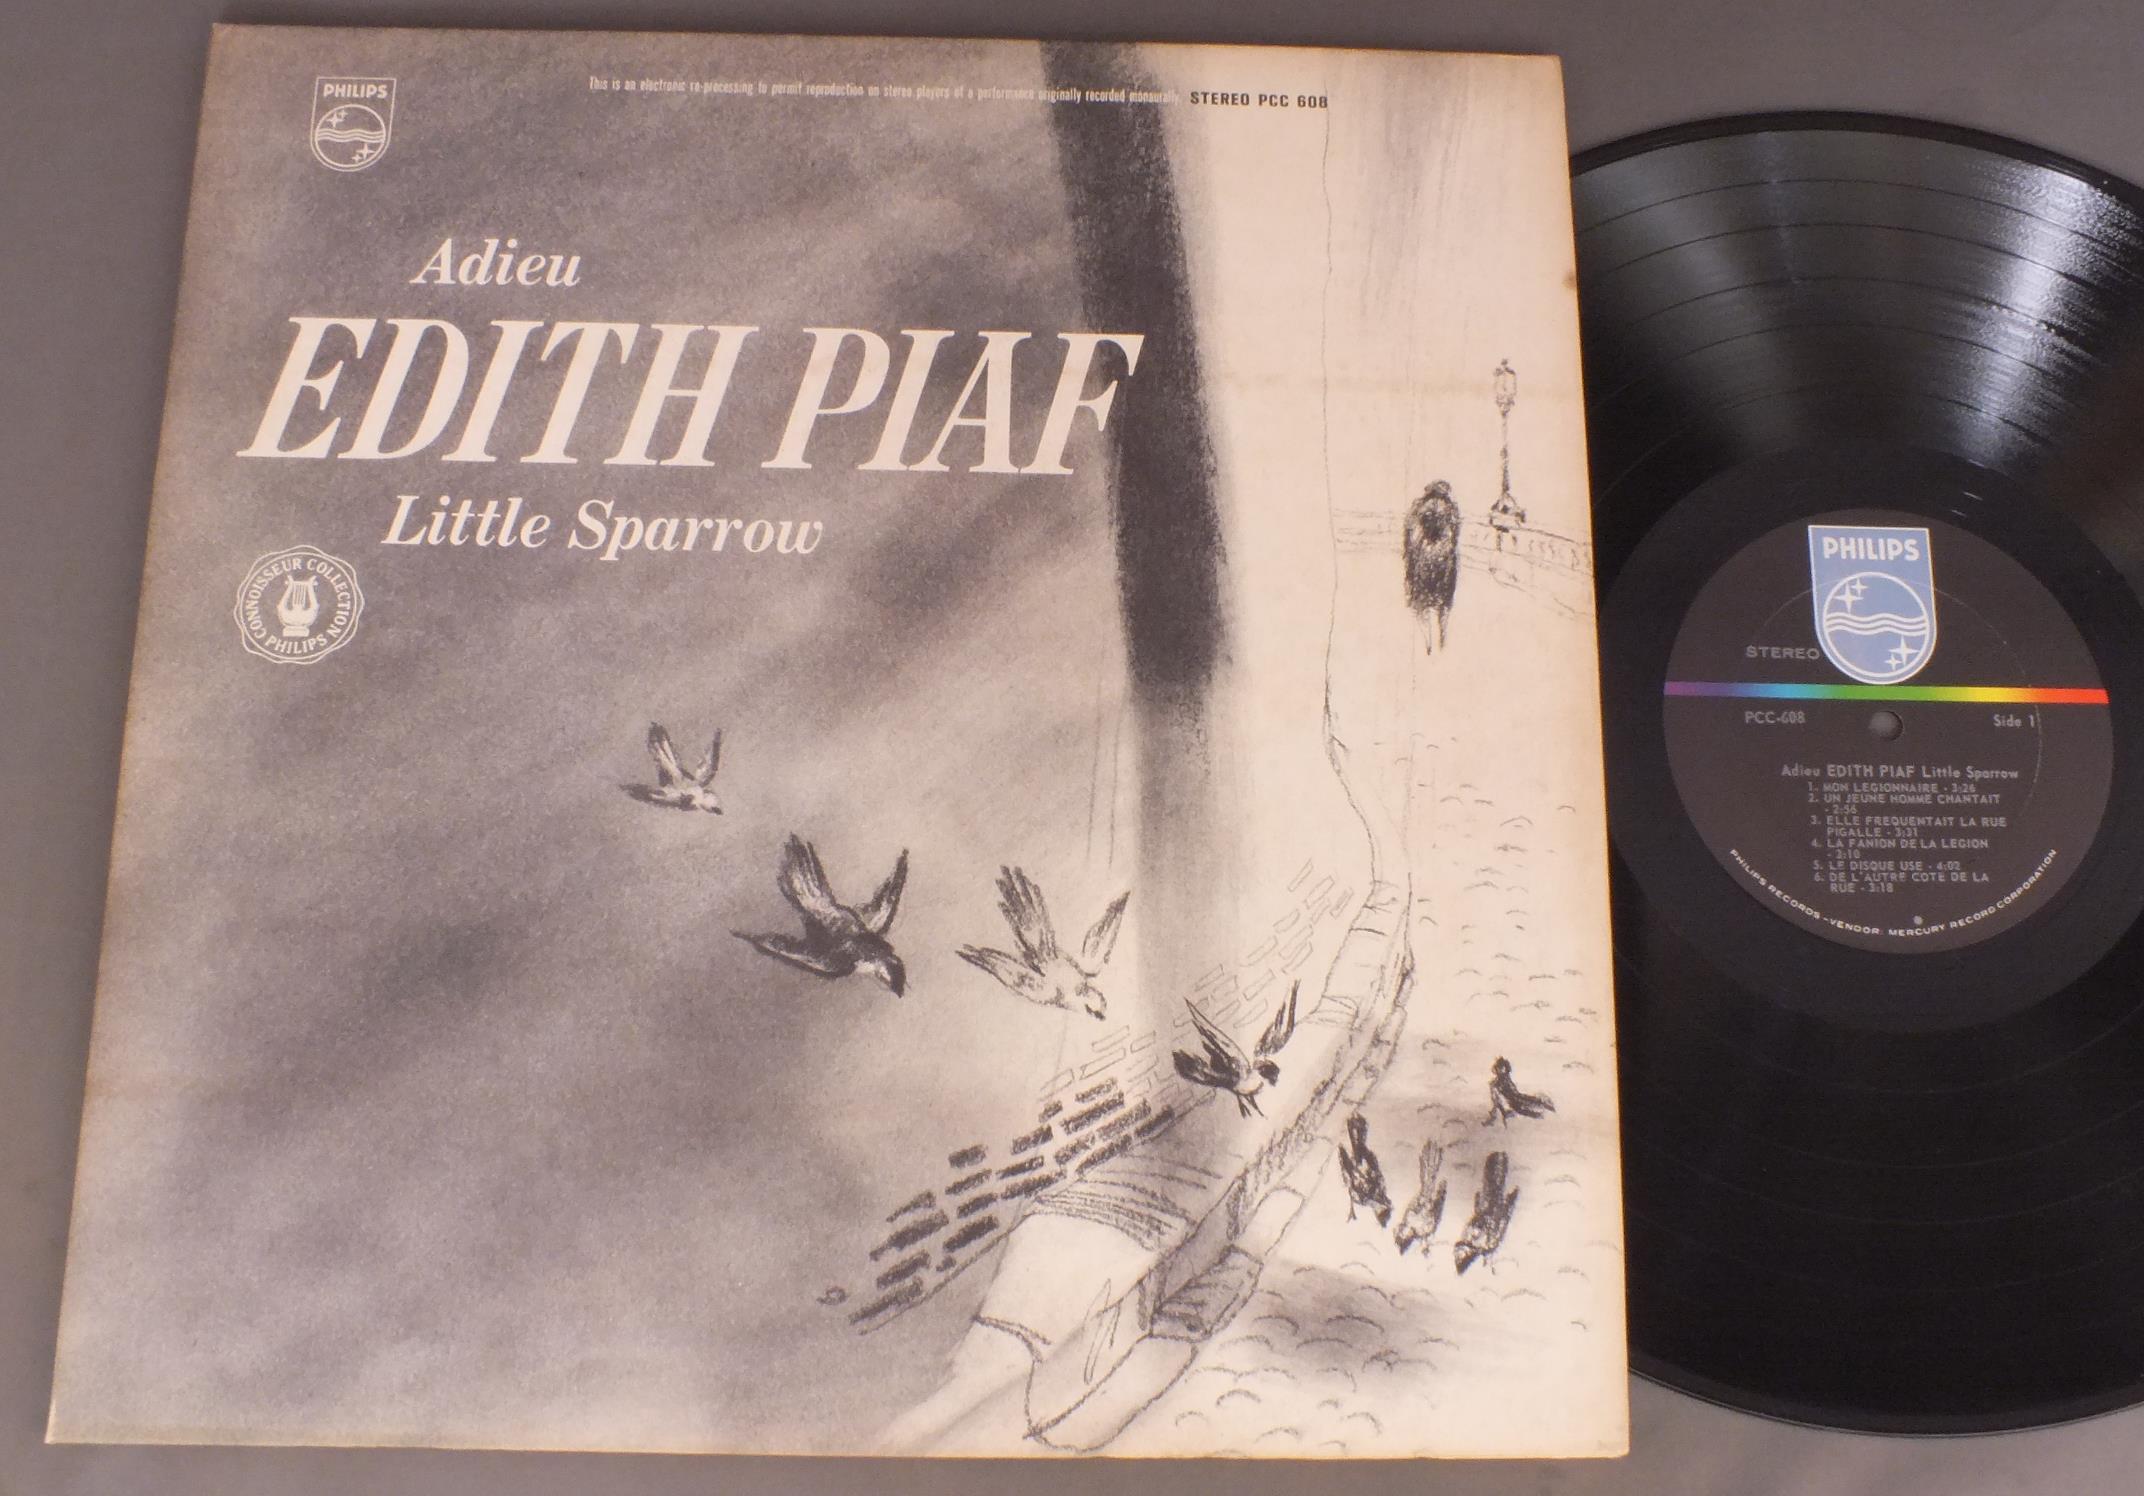 PHILIPS
This is an electronic re-processing to permit reproduction on stereo players of a performance originally recorded monaurally. STEREO PCC 608
Adieu
EDITH PIAF
Little Sparrow
CONNOISSEUR COLLECTION
PHILIPS
PHILIPS
STEREO
PCC-608
Side 1
Adieu EDITH PIAF Little Sparrow
1. MON LEGIONNAIRE - 3:26
2. UN JEUNE HOMME CHANTAIT
- 2:56
3. ELLE FREQUENTAIT LA RUE
PIGALLE - 3:31
4. LA FANION DE LA LEGION
- 3:10
5. LE DISQUE USE - 4:02
6. DE L'AUTRE COTE DE LA
RUE - 3:18
PHILIPS RECORDS - VENDOR: MERCURY RECORD CORPORATION